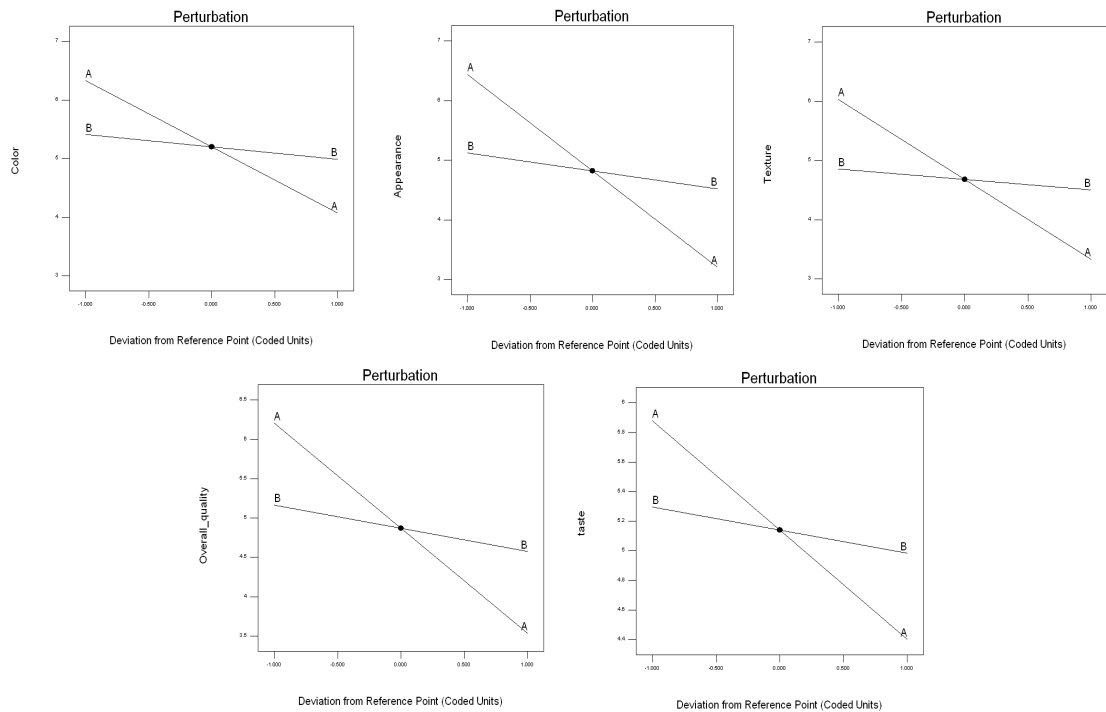 Perturbation
7
6
5
4
3
A
B
B
A
Color
-1.000 -0.500 0.000 0.500 1.000
Deviation from Reference Point (Coded Units)
Perturbation
7
6
5
4
3
A
B
B
A
Appearance
-1.000 -0.500 0.000 0.500 1.000
Deviation from Reference Point (Coded Units)
Perturbation
7
6
5
4
3
A
B
B
A
Texture
-1.000 -0.500 0.000 0.500 1.000
Deviation from Reference Point (Coded Units)
Perturbation
6.5
6
5.5
5
4.5
4
3.5
A
B
B
A
Overall_quality
-1.000 -0.500 0.000 0.500 1.000
Deviation from Reference Point (Coded Units)
Perturbation
6
5.8
5.6
5.4
5.2
5
4.8
4.6
4.4
A
B
B
A
taste
-1.000 -0.500 0.000 0.500 1.000
Deviation from Reference Point (Coded Units)